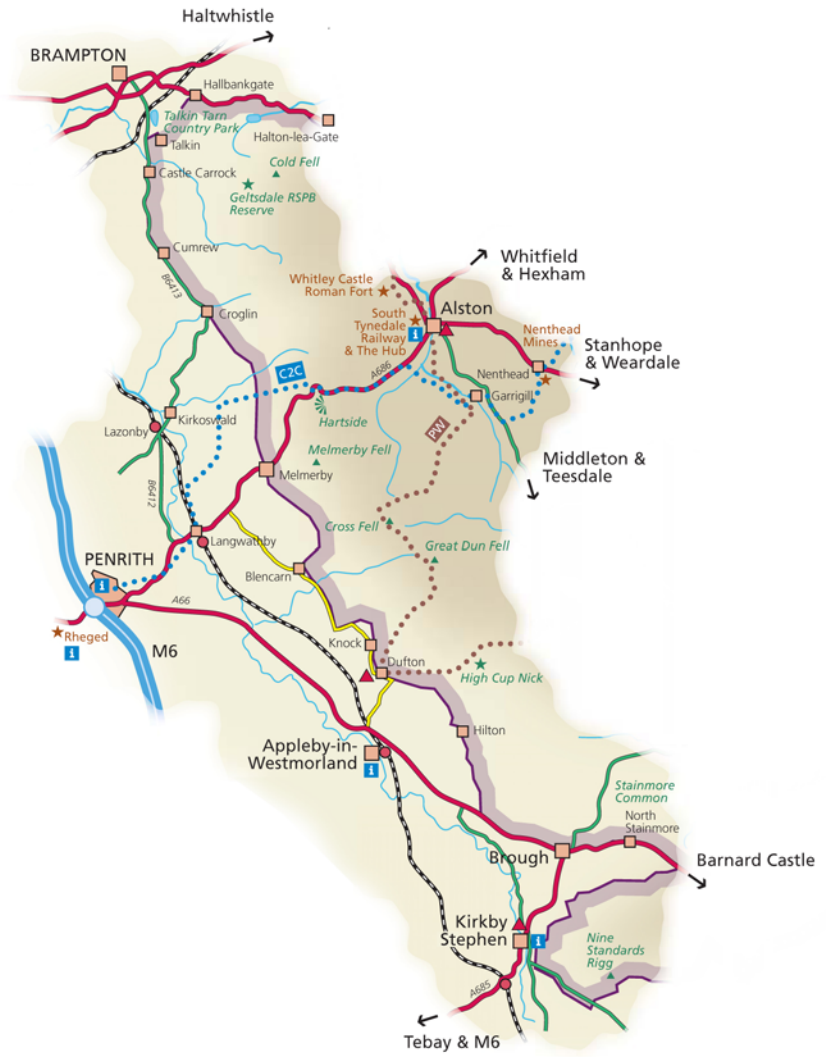 Haltwhistle
BRAMPTON
Hallbankgate
Talkin Tarn
Country Park
Halton-lea-Gate
Talkin
Cold Fell
Castle Carrock
Geltsdale RSPB
Reserve
Cumrew
Whitfield
& Hexham
B6413
Whitley Castle
Roman Fort
Croglin
Alston
South
Tynedale
Railway
& The Hub
i
Nenthead
Mines
Stanhope
& Weardale
A686
C2C
Nenthead
Garrigill
Kirkoswald
Hartside
Lazonby
PW
Melmerby Fell
Middleton &
Teesdale
Melmerby
B6412
Cross Fell
Langwathby
Great Dun Fell
PENRITH
i
Blencarn
A66
Rheged
i
M6
Knock
Dufton
High Cup Nick
Hilton
Appleby-in-
Westmorland
i
Stainmore
Common
North
Stainmore
Brough
Barnard Castle
Kirkby
Stephen
i
Nine
Standards
Rigg
A685
Tebay & M6